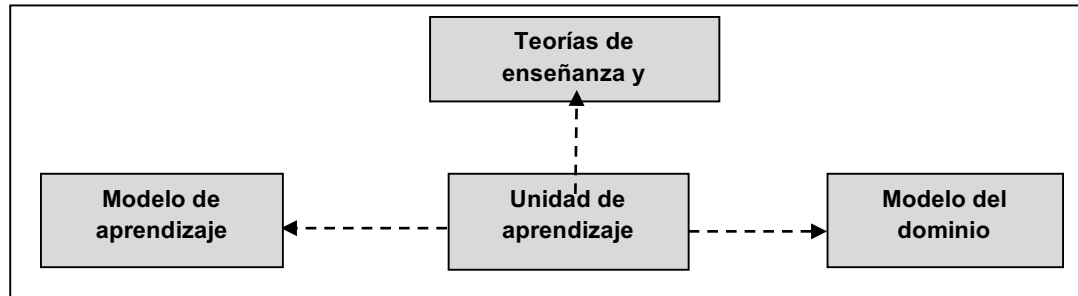 Teorías de
enseñanza y
Modelo de
aprendizaje
Unidad de
aprendizaje
Modelo del
dominio